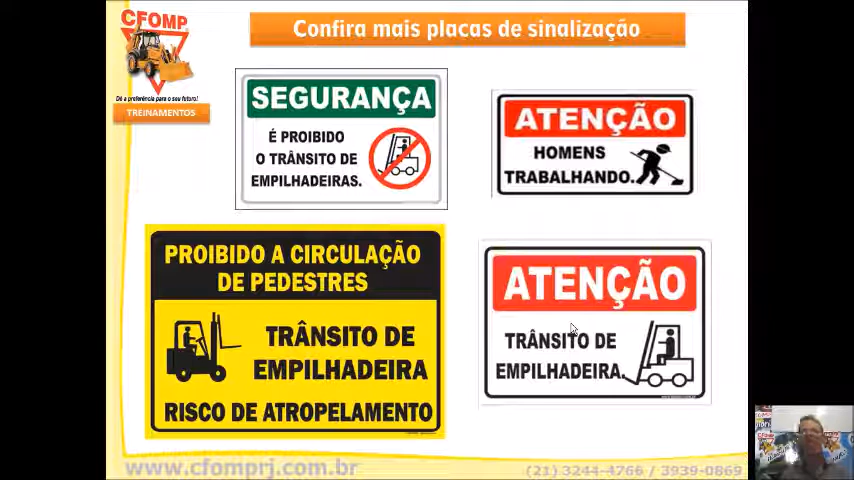 CFOMP
Dê a preferência para o seu futuro!
TREINAMENTOS
Confira mais placas de sinalização
SEGURANÇA
É PROIBIDO
O TRÂNSITO DE
EMPILHADEIRAS.
ATENÇÃO
HOMENS
TRABALHANDO.
PROIBIDO A CIRCULAÇÃO
DE PEDESTRES
TRÂNSITO DE
EMPILHADEIRA
RISCO DE ATROPELAMENTO
ATENÇÃO
TRÂNSITO DE
EMPILHADEIRA.
www.cfomprj.com.br
(21) 3244-4766 / 3939-0869